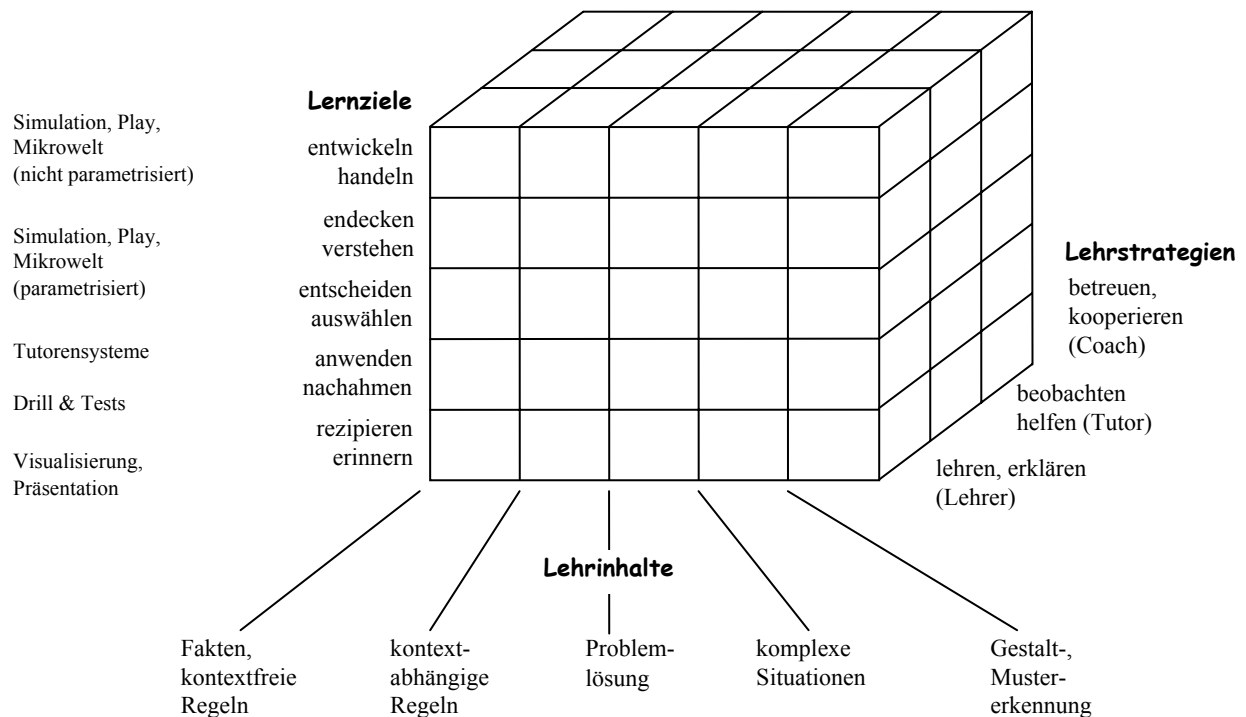 Lernziele
Simulation, Play,
Mikrowelt
(nicht parametrisiert)
entwickeln
handeln
Simulation, Play,
Mikrowelt
(parametrisiert)
endecken
verstehen
entscheiden
auswählen
Tutorensysteme
anwenden
nachahmen
Drill & Tests
rezipieren
erinnern
Visualisierung,
Präsentation
Lehrstrategien
betreuen,
kooperieren
(Coach)
beobachten
helfen (Tutor)
lehren, erklären
(Lehrer)
Lehrinhalte
Fakten,
kontextfreie
Regeln
kontext-
abhängige
Regeln
Problem-
lösung
komplexe
Situationen
Gestalt-,
Muster-
erkennung